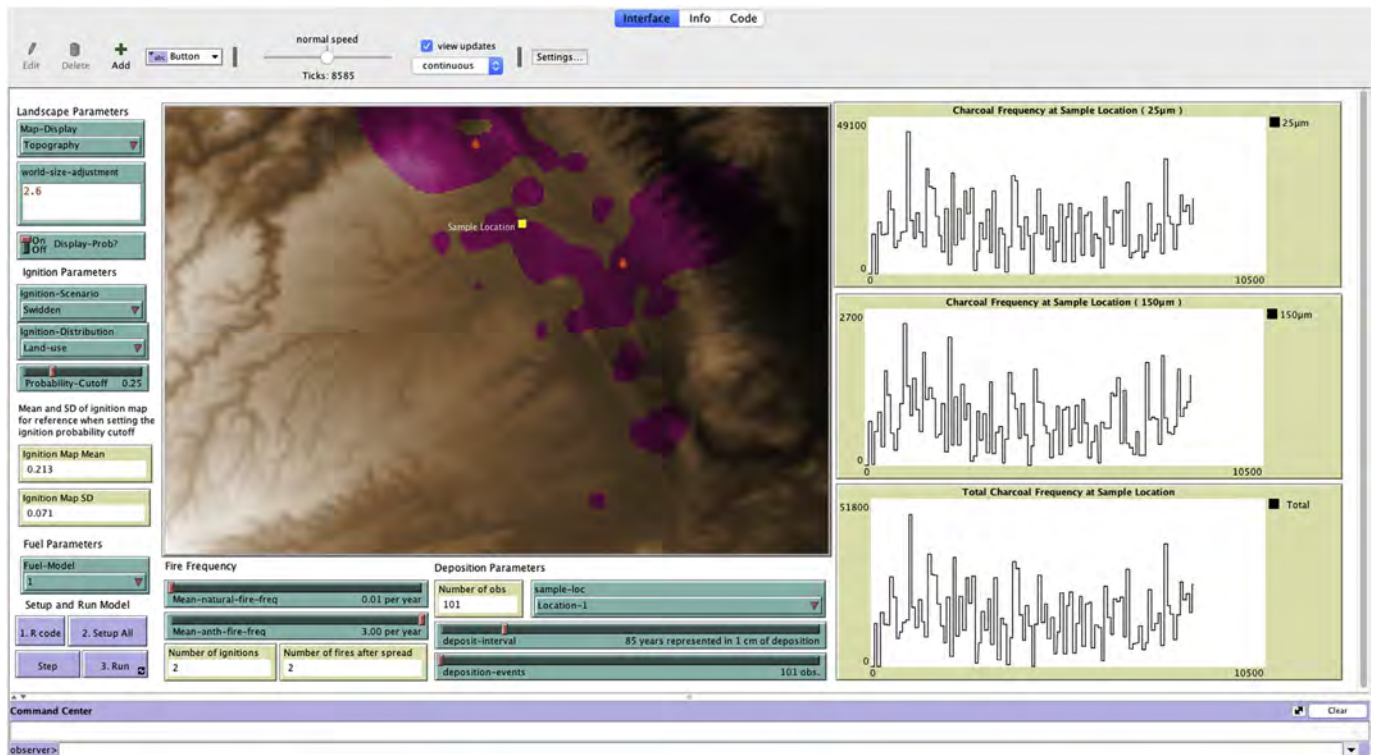 Interface Info Code
Edit Delete Add abc Button normal speed view updates
continuous Settings...
Ticks: 8585
Landscape Parameters
Map-Display
Topography
world-size-adjustment
2.6
On
Off Display-Prob?
Ignition Parameters
Ignition-Scenario
Swidden
Ignition-Distribution
Land-use
Probability-Cutoff 0.25
Mean and SD of ignition map
for reference when setting the
ignition probability cutoff
Ignition Map Mean
0.213
Ignition Map SD
0.071
Fuel Parameters
Fuel-Model
1
Setup and Run Model
1. R code 2. Setup All
Step 3. Run
Sample Location
Fire Frequency
Mean-natural-fire-freq 0.01 per year
Mean-anth-fire-freq 3.00 per year
Number of ignitions
2
Number of fires after spread
2
Deposition Parameters
Number of obs
101
sample-loc
Location-1
deposit-interval 85 years represented in 1 cm of deposition
deposition-events 101 obs.
Charcoal Frequency at Sample Location ( 25µm )
49100
25µm
0
0 10500
Charcoal Frequency at Sample Location ( 150µm )
2700
150µm
0
0 10500
Total Charcoal Frequency at Sample Location
51800
Total
0
0 10500
Command Center Clear
observer>